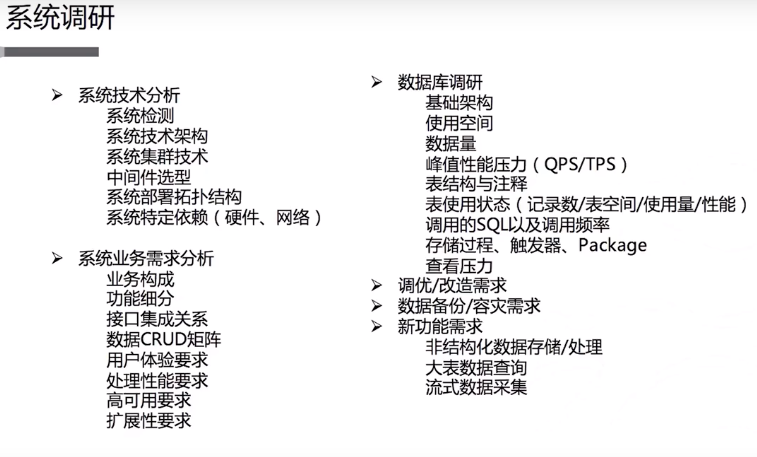 系统调研
系统技术分析
系统检测
系统技术架构
系统集群技术
中间件选型
系统部署拓扑结构
系统特定依赖（硬件、网络）
系统业务需求分析
业务构成
功能细分
接口集成关系
数据CRUD矩阵
用户体验要求
处理性能要求
高可用要求
扩展性要求
数据库调研
基础架构
使用空间
数据量
峰值性能压力（QPS/TPS）
表结构与注释
表使用状态（记录数/表空间/使用量/性能）
调用的SQL以及调用频率
存储过程、触发器、Package
查看压力
调优/改造需求
数据备份/容灾需求
新功能需求
非结构化数据存储/处理
大表数据查询
流式数据采集